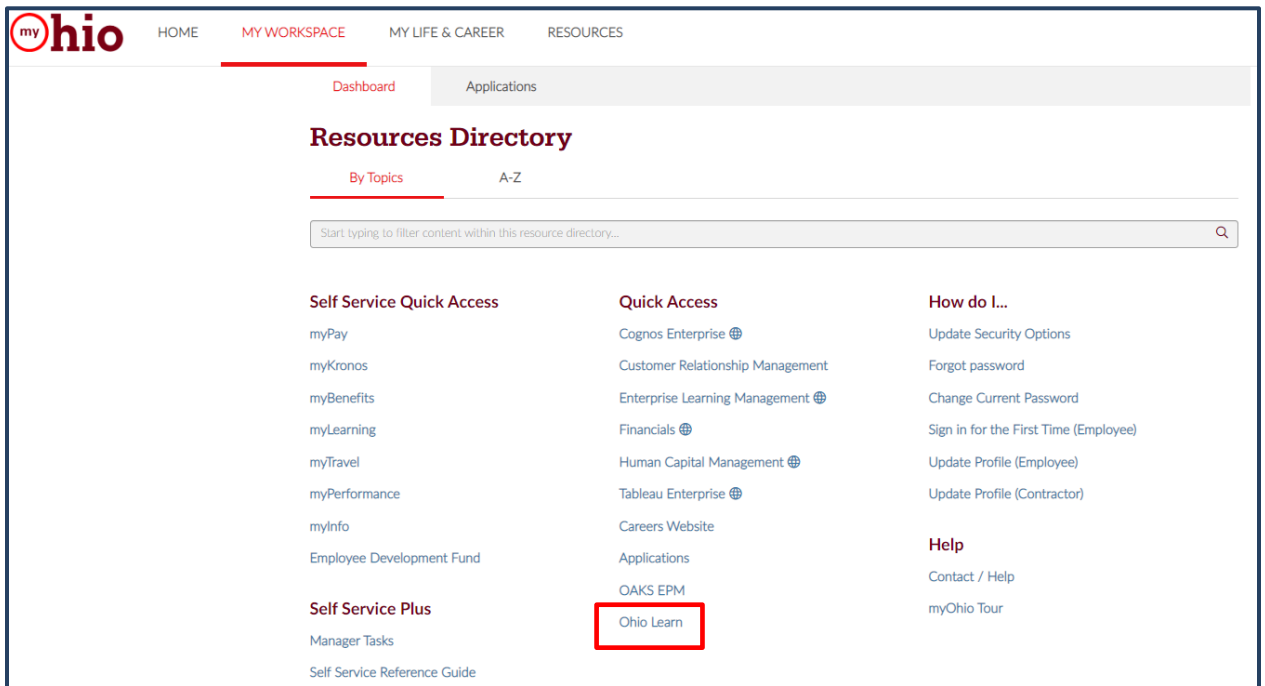 my hio HOME MY WORKSPACE MY LIFE & CAREER RESOURCES
Dashboard Applications
Resources Directory
By Topics A-Z
Start typing to filter content within this resource directory...
Self Service Quick Access
myPay
myKronos
myBenefits
myLearning
myTravel
myPerformance
myInfo
Employee Development Fund
Self Service Plus
Manager Tasks
Self Service Reference Guide
Quick Access
Cognos Enterprise
Customer Relationship Management
Enterprise Learning Management
Financials
Human Capital Management
Tableau Enterprise
Careers Website
Applications
OAKS EPM
Ohio Learn
How do I...
Update Security Options
Forgot password
Change Current Password
Sign in for the First Time (Employee)
Update Profile (Employee)
Update Profile (Contractor)
Help
Contact / Help
myOhio Tour